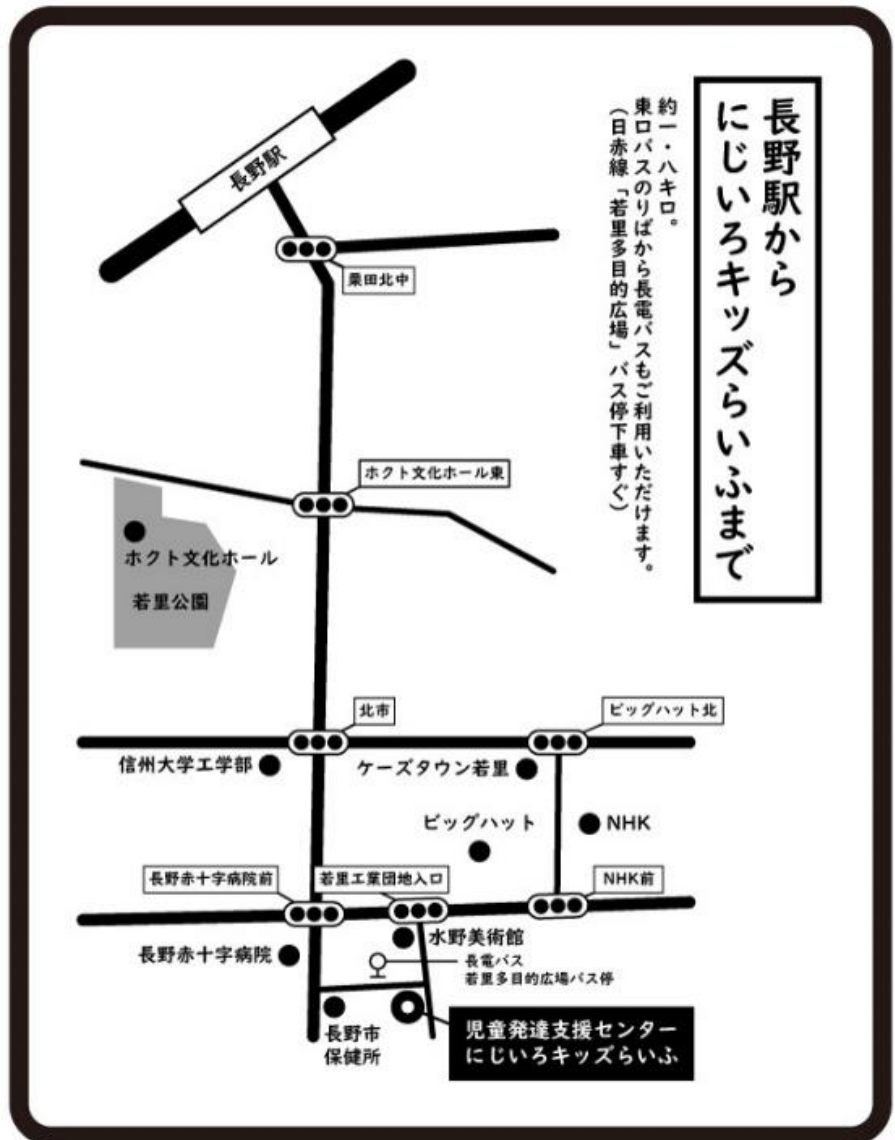 長野駅から
にじいろキッズらいふまで
約一・八キロ。
東口バスのりばから長電バスもご利用いただけます。
(日赤線「若里多目的広場」バス停下車すぐ)
長野駅
栗田北中
ホクト文化ホール東
ホクト文化ホール
若里公園
北市
ビッグハット北
信州大学工学部
ケーズタウン若里
ビッグハット
NHK
長野赤十字病院前
若里工業団地入口
NHK前
水野美術館
長野赤十字病院
長電バス
若里多目的広場バス停
長野市
保健所
児童発達支援センター
にじいろキッズらいふ